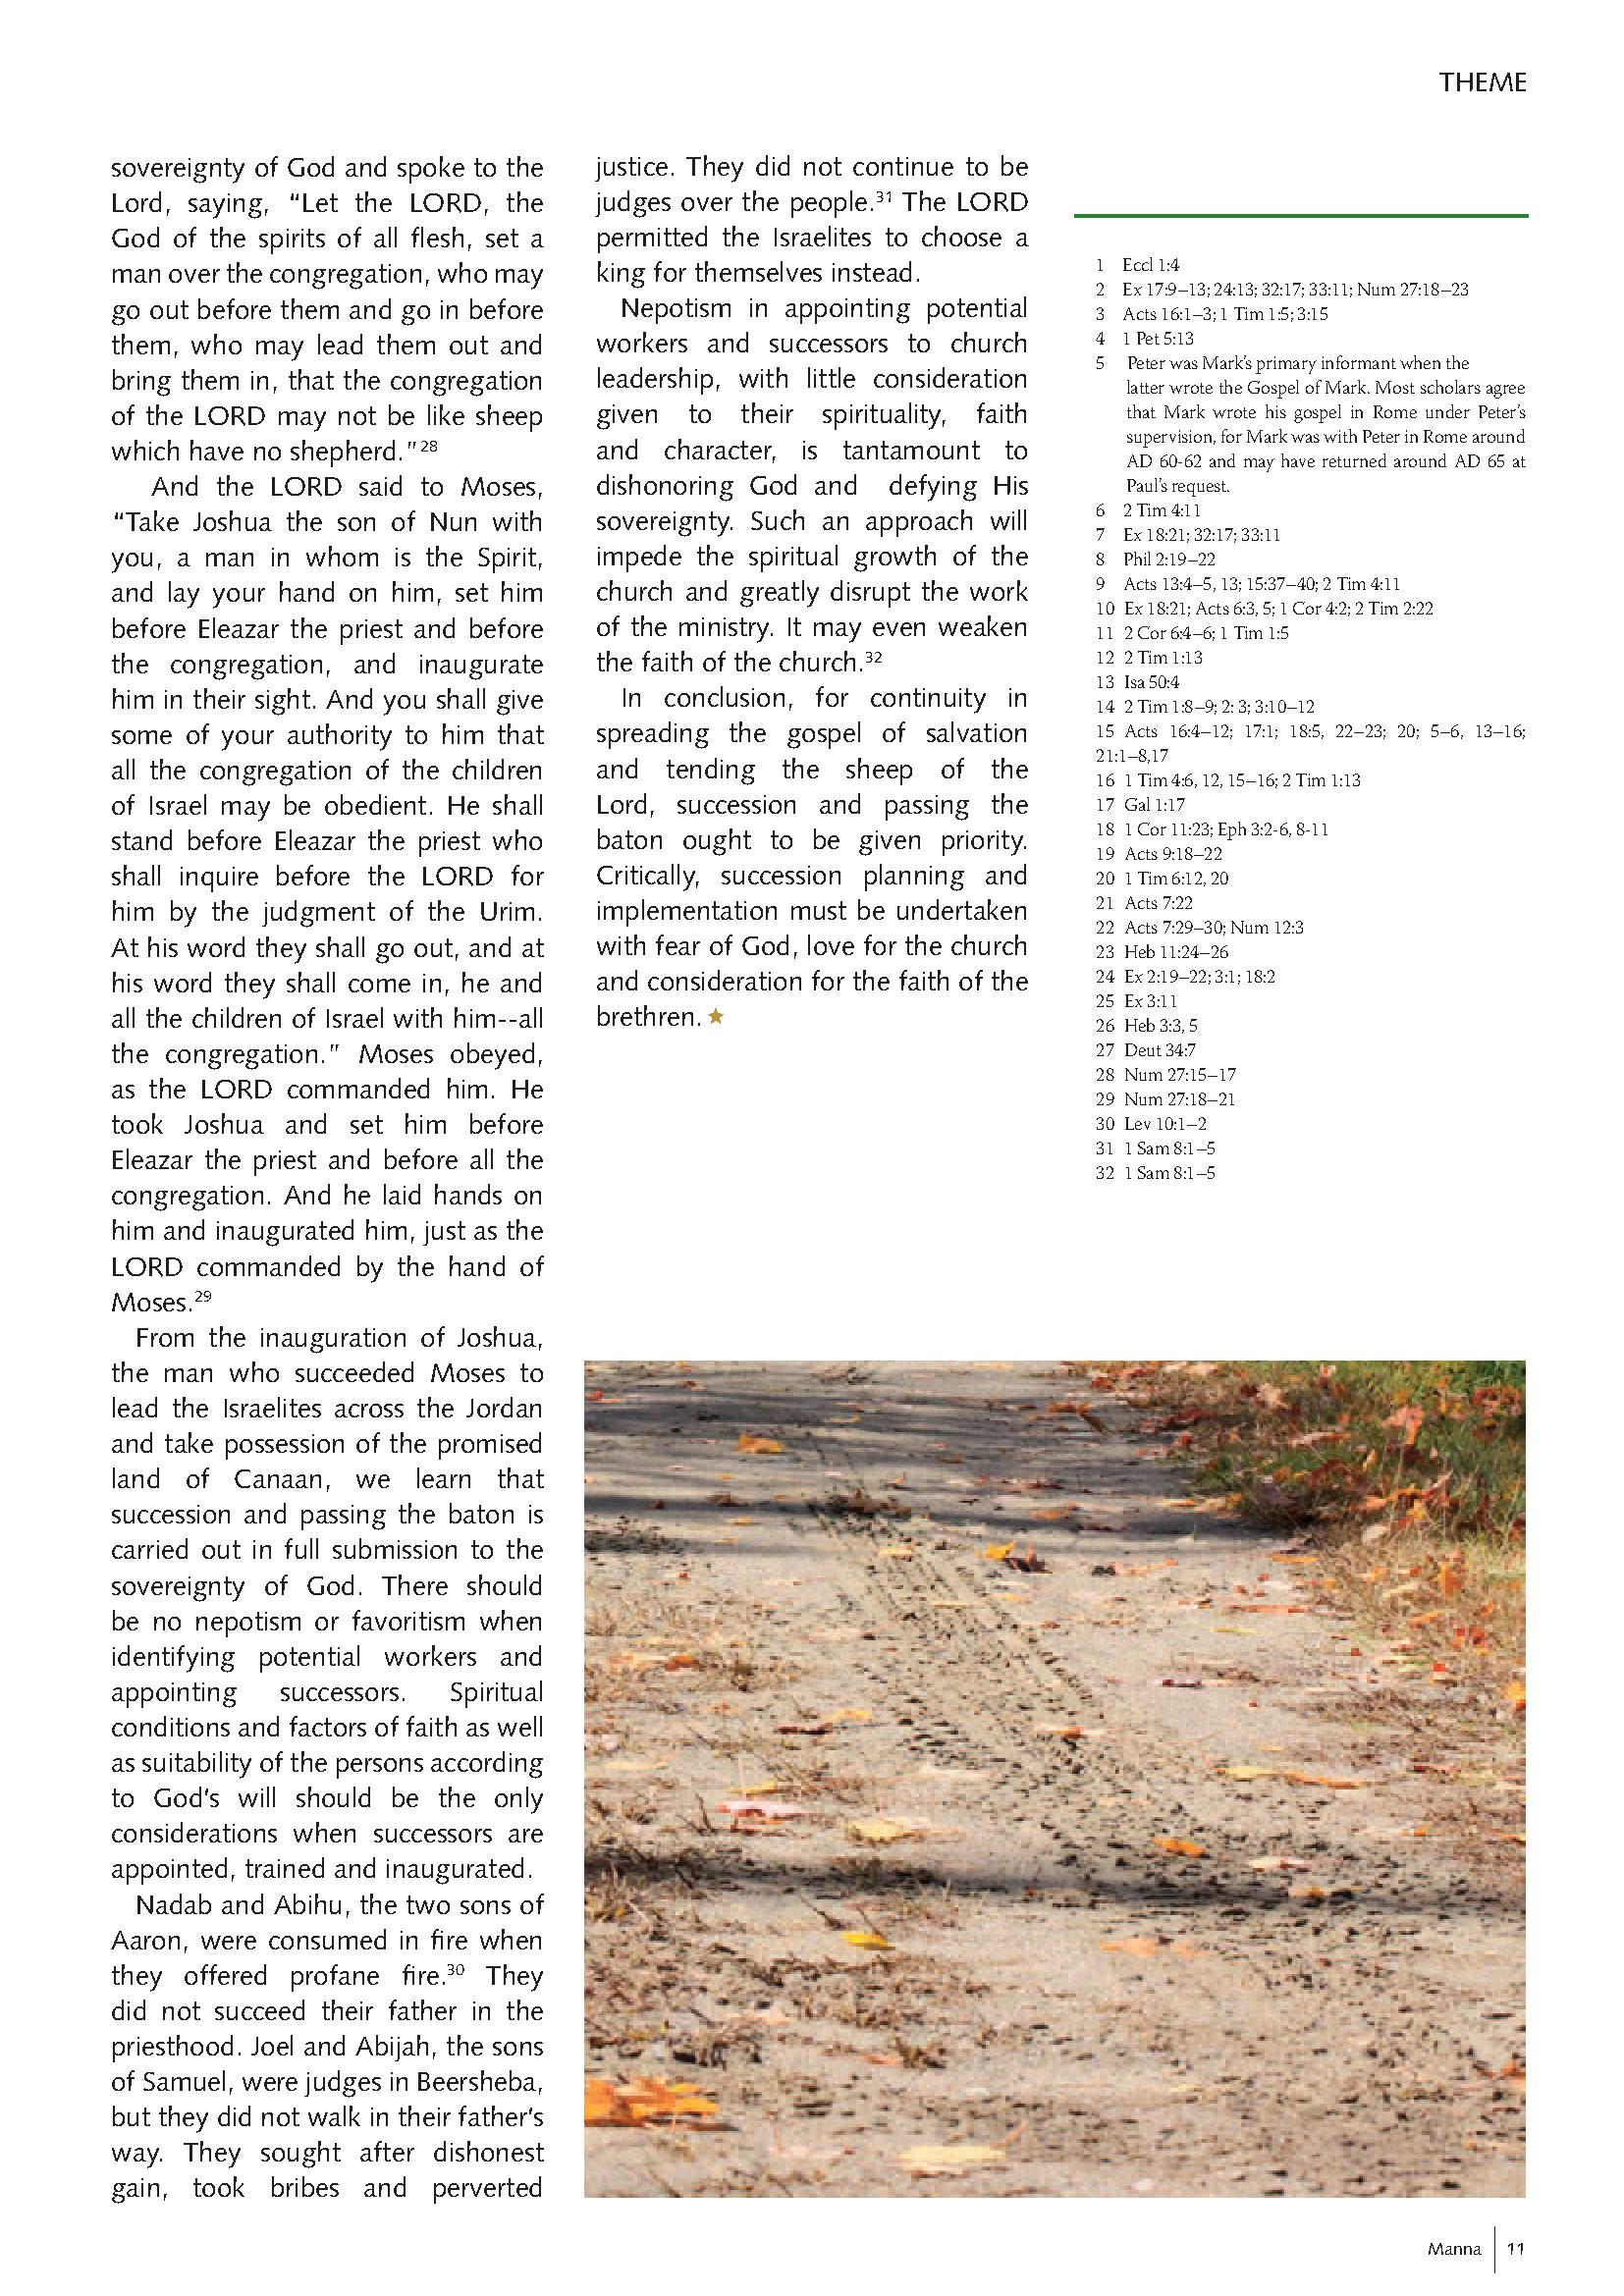 THEME
sovereignty of God and spoke to the
Lord, saying, “Let the LORD, the
God of the spirits of all flesh, set a
man over the congregation, who may
go out before them and go in before
them, who may lead them out and
bring them in, that the congregation
of the LORD may not be like sheep
which have no shepherd.”28
And the LORD said to Moses,
“Take Joshua the son of Nun with
you, a man in whom is the Spirit,
and lay your hand on him, set him
before Eleazar the priest and before
the congregation, and inaugurate
him in their sight. And you shall give
some of your authority to him that
all the congregation of the children
of Israel may be obedient. He shall
stand before Eleazar the priest who
shall inquire before the LORD for
him by the judgment of the Urim.
At his word they shall go out, and at
his word they shall come in, he and
all the children of Israel with him--all
the congregation.” Moses obeyed,
as the LORD commanded him. He
took Joshua and set him before
Eleazar the priest and before all the
congregation. And he laid hands on
him and inaugurated him, just as the
LORD commanded by the hand of
Moses.29
From the inauguration of Joshua,
the man who succeeded Moses to
lead the Israelites across the Jordan
and take possession of the promised
land of Canaan, we learn that
succession and passing the baton is
carried out in full submission to the
sovereignty of God. There should
be no nepotism or favoritism when
identifying potential workers and
appointing successors. Spiritual
conditions and factors of faith as well
as suitability of the persons according
to God’s will should be the only
considerations when successors are
appointed, trained and inaugurated.
Nadab and Abihu, the two sons of
Aaron, were consumed in fire when
they offered profane fire.30 They
did not succeed their father in the
priesthood. Joel and Abijah, the sons
of Samuel, were judges in Beersheba,
but they did not walk in their father’s
way. They sought after dishonest
gain, took bribes and perverted
justice. They did not continue to be
judges over the people.31 The LORD
permitted the Israelites to choose a
king for themselves instead.
Nepotism in appointing potential
workers and successors to church
leadership, with little consideration
given to their spirituality, faith
and character, is tantamount to
dishonoring God and defying His
sovereignty. Such an approach will
impede the spiritual growth of the
church and greatly disrupt the work
of the ministry. It may even weaken
the faith of the church.32
In conclusion, for continuity in
spreading the gospel of salvation
and tending the sheep of the
Lord, succession and passing the
baton ought to be given priority.
Critically, succession planning and
implementation must be undertaken
with fear of God, love for the church
and consideration for the faith of the
brethren. ★
1 Eccl 1:4
2 Ex 17:9–13; 24:13; 32:17; 33:11; Num 27:18–23
3 Acts 16:1–3; 1 Tim 1:5; 3:15
4 1 Pet 5:13
5 Peter was Mark’s primary informant when the
latter wrote the Gospel of Mark. Most scholars agree
that Mark wrote his gospel in Rome under Peter’s
supervision, for Mark was with Peter in Rome around
AD 60-62 and may have returned around AD 65 at
Paul’s request.
6 2 Tim 4:11
7 Ex 18:21; 32:17; 33:11
8 Phil 2:19–22
9 Acts 13:4–5, 13; 15:37–40; 2 Tim 4:11
10 Ex 18:21; Acts 6:3, 5; 1 Cor 4:2; 2 Tim 2:22
11 2 Cor 6:4–6; 1 Tim 1:5
12 2 Tim 1:13
13 Isa 50:4
14 2 Tim 1:8–9; 2: 3; 3:10–12
15 Acts 16:4–12; 17:1; 18:5, 22–23; 20; 5–6, 13–16;
21:1–8,17
16 1 Tim 4:6, 12, 15–16; 2 Tim 1:13
17 Gal 1:17
18 1 Cor 11:23; Eph 3:2-6, 8-11
19 Acts 9:18–22
20 1 Tim 6:12, 20
21 Acts 7:22
22 Acts 7:29–30; Num 12:3
23 Heb 11:24–26
24 Ex 2:19–22; 3:1; 18:2
25 Ex 3:11
26 Heb 3:3, 5
27 Deut 34:7
28 Num 27:15–17
29 Num 27:18–21
30 Lev 10:1–2
31 1 Sam 8:1–5
32 1 Sam 8:1–5
Manna 11